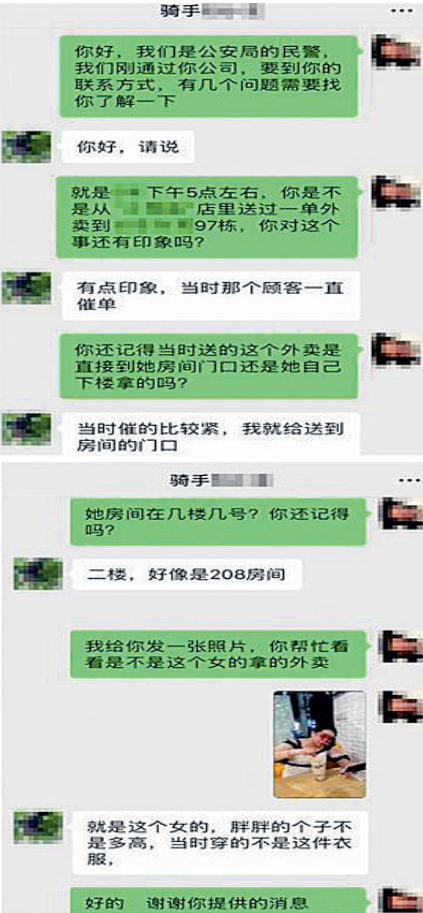 骑手
你好，我们是公安局的民警，
我们刚通过你公司，要到你的
联系方式，有几个问题需要找
你了解一下
你好，请说
就是 下午5点左右，你是不
是从 店里送过一单外
卖到 97栋，你对这个
事还有印象吗？
有点印象，当时那个顾客一直
催单
你还记得当时送的这个外卖是
直接到她房间门口还是她自己
下楼拿的吗？
当时催的比较紧，我就给送到
房间的门口
骑手
她房间在几楼几号？你还记得
吗？
二楼，好像是208房间
我给你发一张照片，你帮忙看
看是不是这个女的拿的外卖
就是这个女的，胖胖的个子不
是多高，当时穿的不是这件衣
服，
好的 谢谢你提供的消息